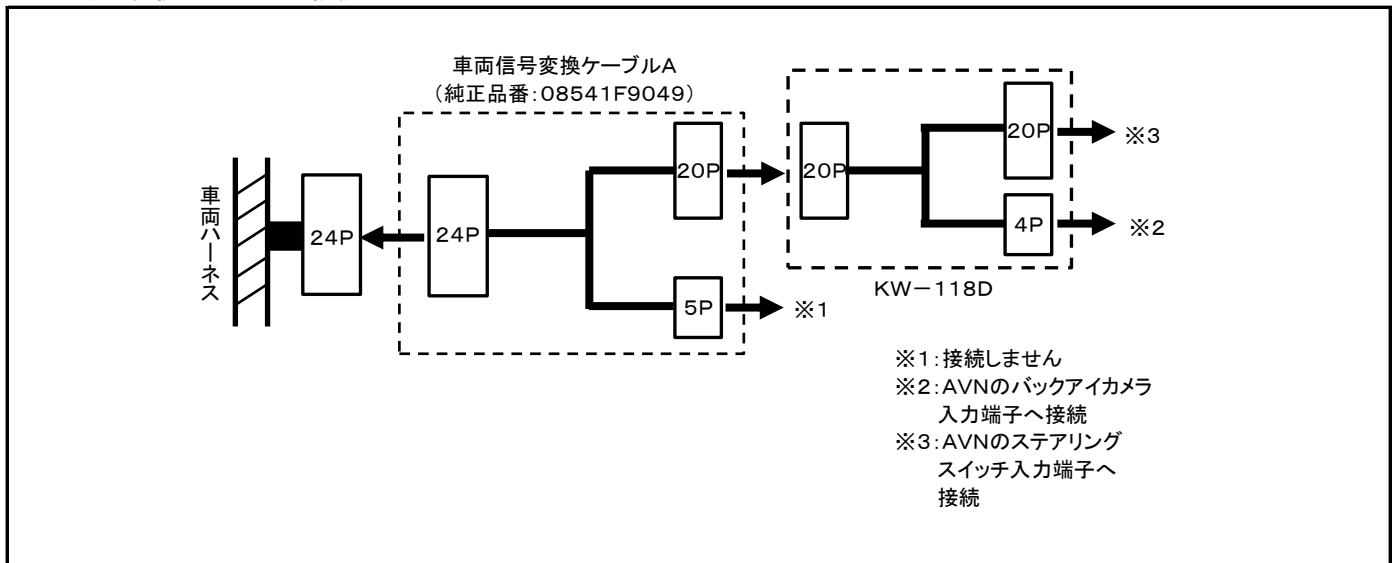 車両信号変換ケーブルA
（純正品番：08541F9049）
車両ハーネス
24P
24P
20P
5P
※1
20P
20P
※3
4P
※2
KW－118D
※1：接続しません
※2：AVNのバックアイカメラ
入力端子へ接続
※3：AVNのステアリング
スイッチ入力端子へ
接続